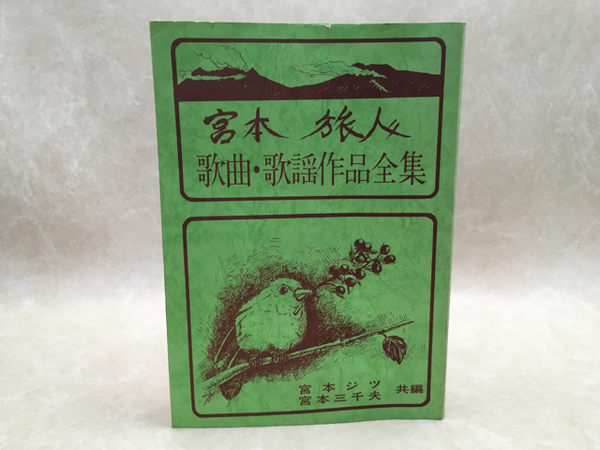 宮本 旅人
歌曲・歌謡作品全集
宮本ジツ
宮本三千夫 共編